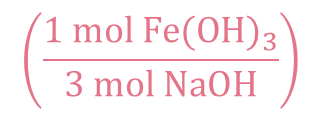 1 mol Fe(OH)₃
3 mol NaOH